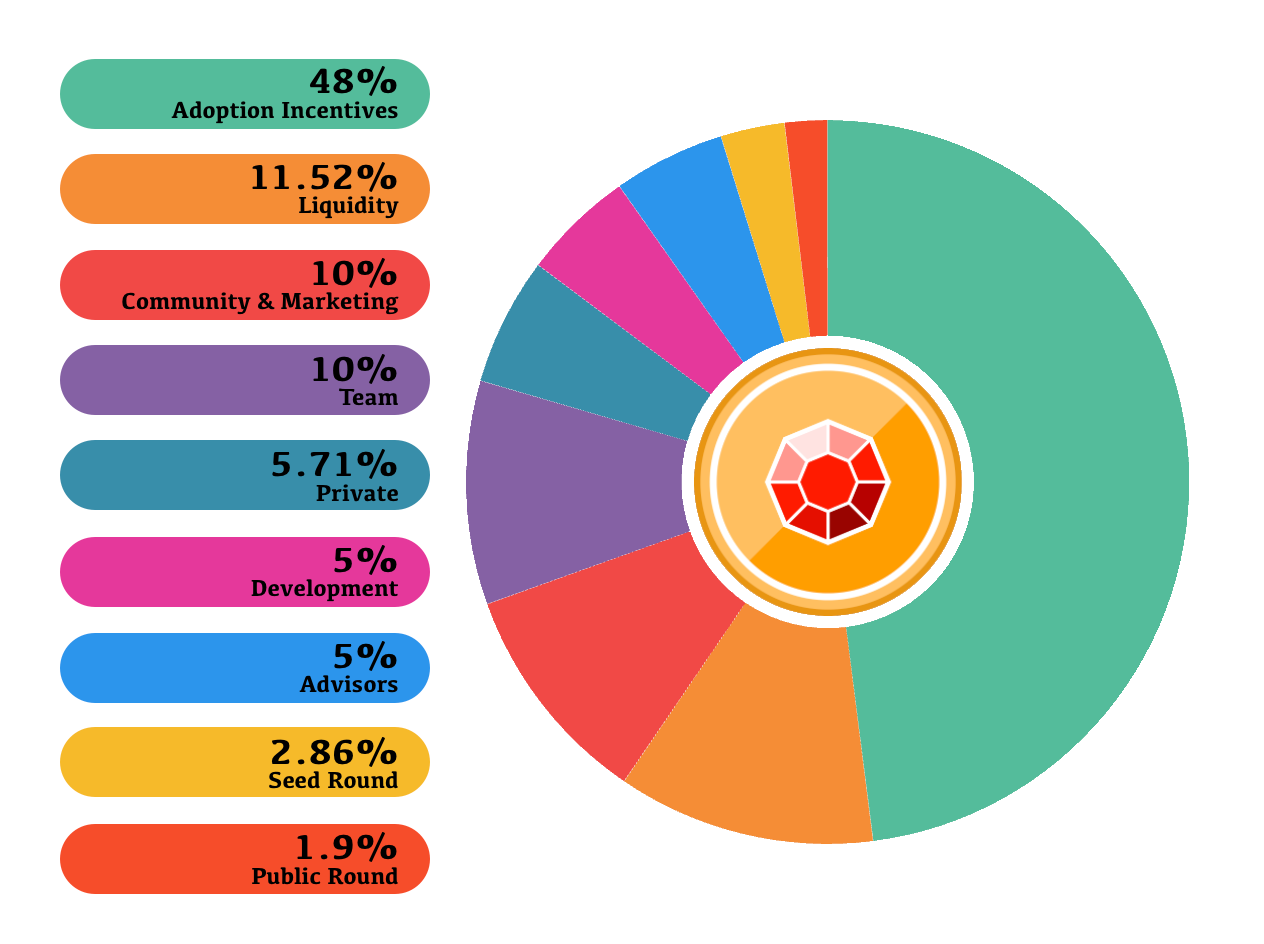 48%
Adoption Incentives
11.52%
Liquidity
10%
Community & Marketing
10%
Team
5.71%
Private
5%
Development
5%
Advisors
2.86%
Seed Round
1.9%
Public Round